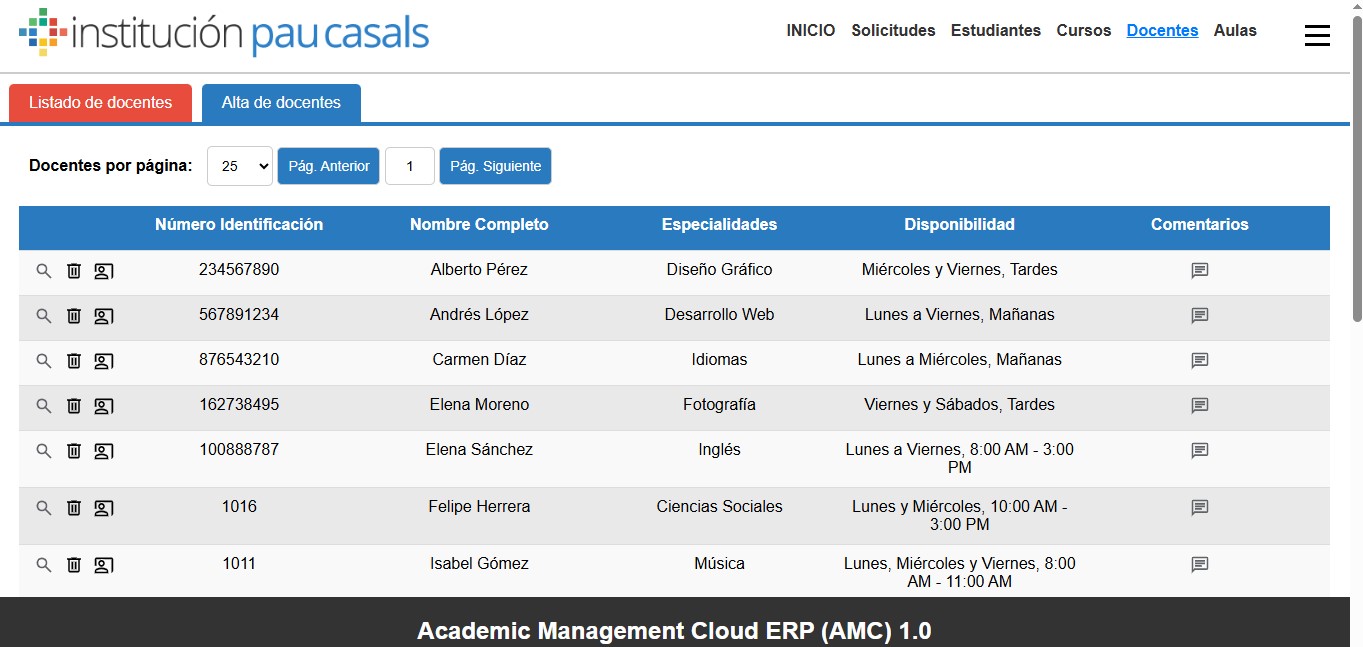 institución pau casals
INICIO Solicitudes Estudiantes Cursos Docentes Aulas
Listado de docentes Alta de docentes
Docentes por página: 25 Pág. Anterior 1 Pág. Siguiente
Número Identificación Nombre Completo Especialidades Disponibilidad Comentarios
234567890 Alberto Pérez Diseño Gráfico Miércoles y Viernes, Tardes
567891234 Andrés López Desarrollo Web Lunes a Viernes, Mañanas
876543210 Carmen Díaz Idiomas Lunes a Miércoles, Mañanas
162738495 Elena Moreno Fotografía Viernes y Sábados, Tardes
100888787 Elena Sánchez Inglés Lunes a Viernes, 8:00 AM - 3:00
PM
1016 Felipe Herrera Ciencias Sociales Lunes y Miércoles, 10:00 AM -
3:00 PM
1011 Isabel Gómez Música Lunes, Miércoles y Viernes, 8:00
AM - 11:00 AM
Academic Management Cloud ERP (AMC) 1.0